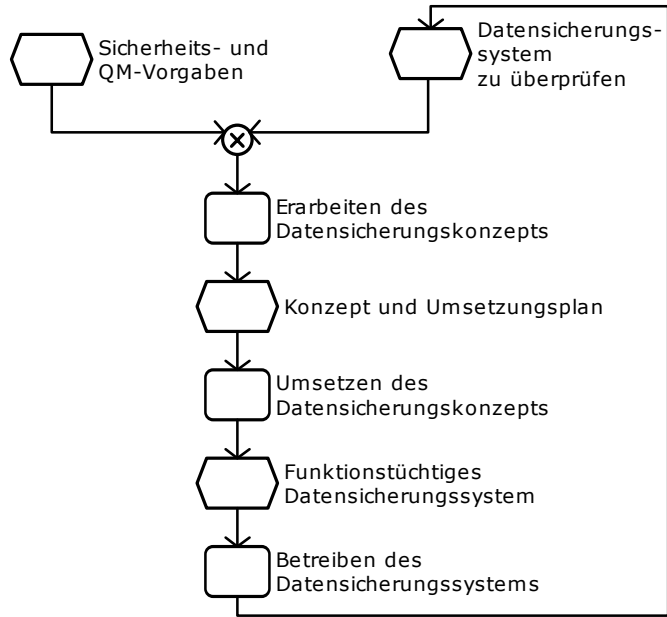 Sicherheits- und
QM-Vorgaben
Datensicherungs-
system
zu überprüfen
Erarbeiten des
Datensicherungskonzepts
Konzept und Umsetzungsplan
Umsetzen des
Datensicherungskonzepts
Funktionstüchtiges
Datensicherungssystem
Betreiben des
Datensicherungssystems